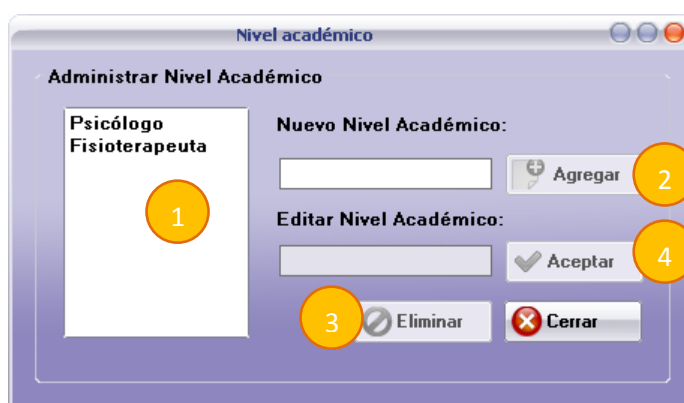 Nivel académico
Administrar Nivel Académico
Psicólogo
Fisioterapeuta
1
Nuevo Nivel Académico:
Agregar
2
Editar Nivel Académico:
Aceptar
4
3
Eliminar
Cerrar